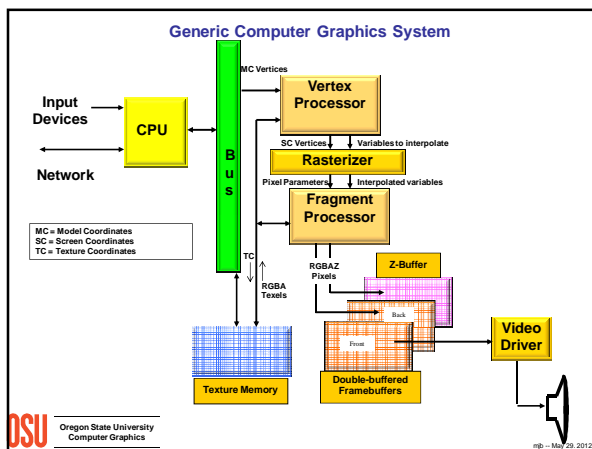 Generic Computer Graphics System
MC Vertices
Vertex
Processor
Input
Devices
CPU
B
u
s
SC Vertices
Variables to interpolate
Rasterizer
Network
Pixel Parameters
Interpolated variables
Fragment
Processor
MC = Model Coordinates
SC = Screen Coordinates
TC = Texture Coordinates
TC
RGBA
Texels
RGBAZ
Pixels
Z-Buffer
Back
Front
Video
Driver
Texture Memory
Double-buffered
Framebuffers
OSU
Oregon State University
Computer Graphics
mjb -- May 29, 2012